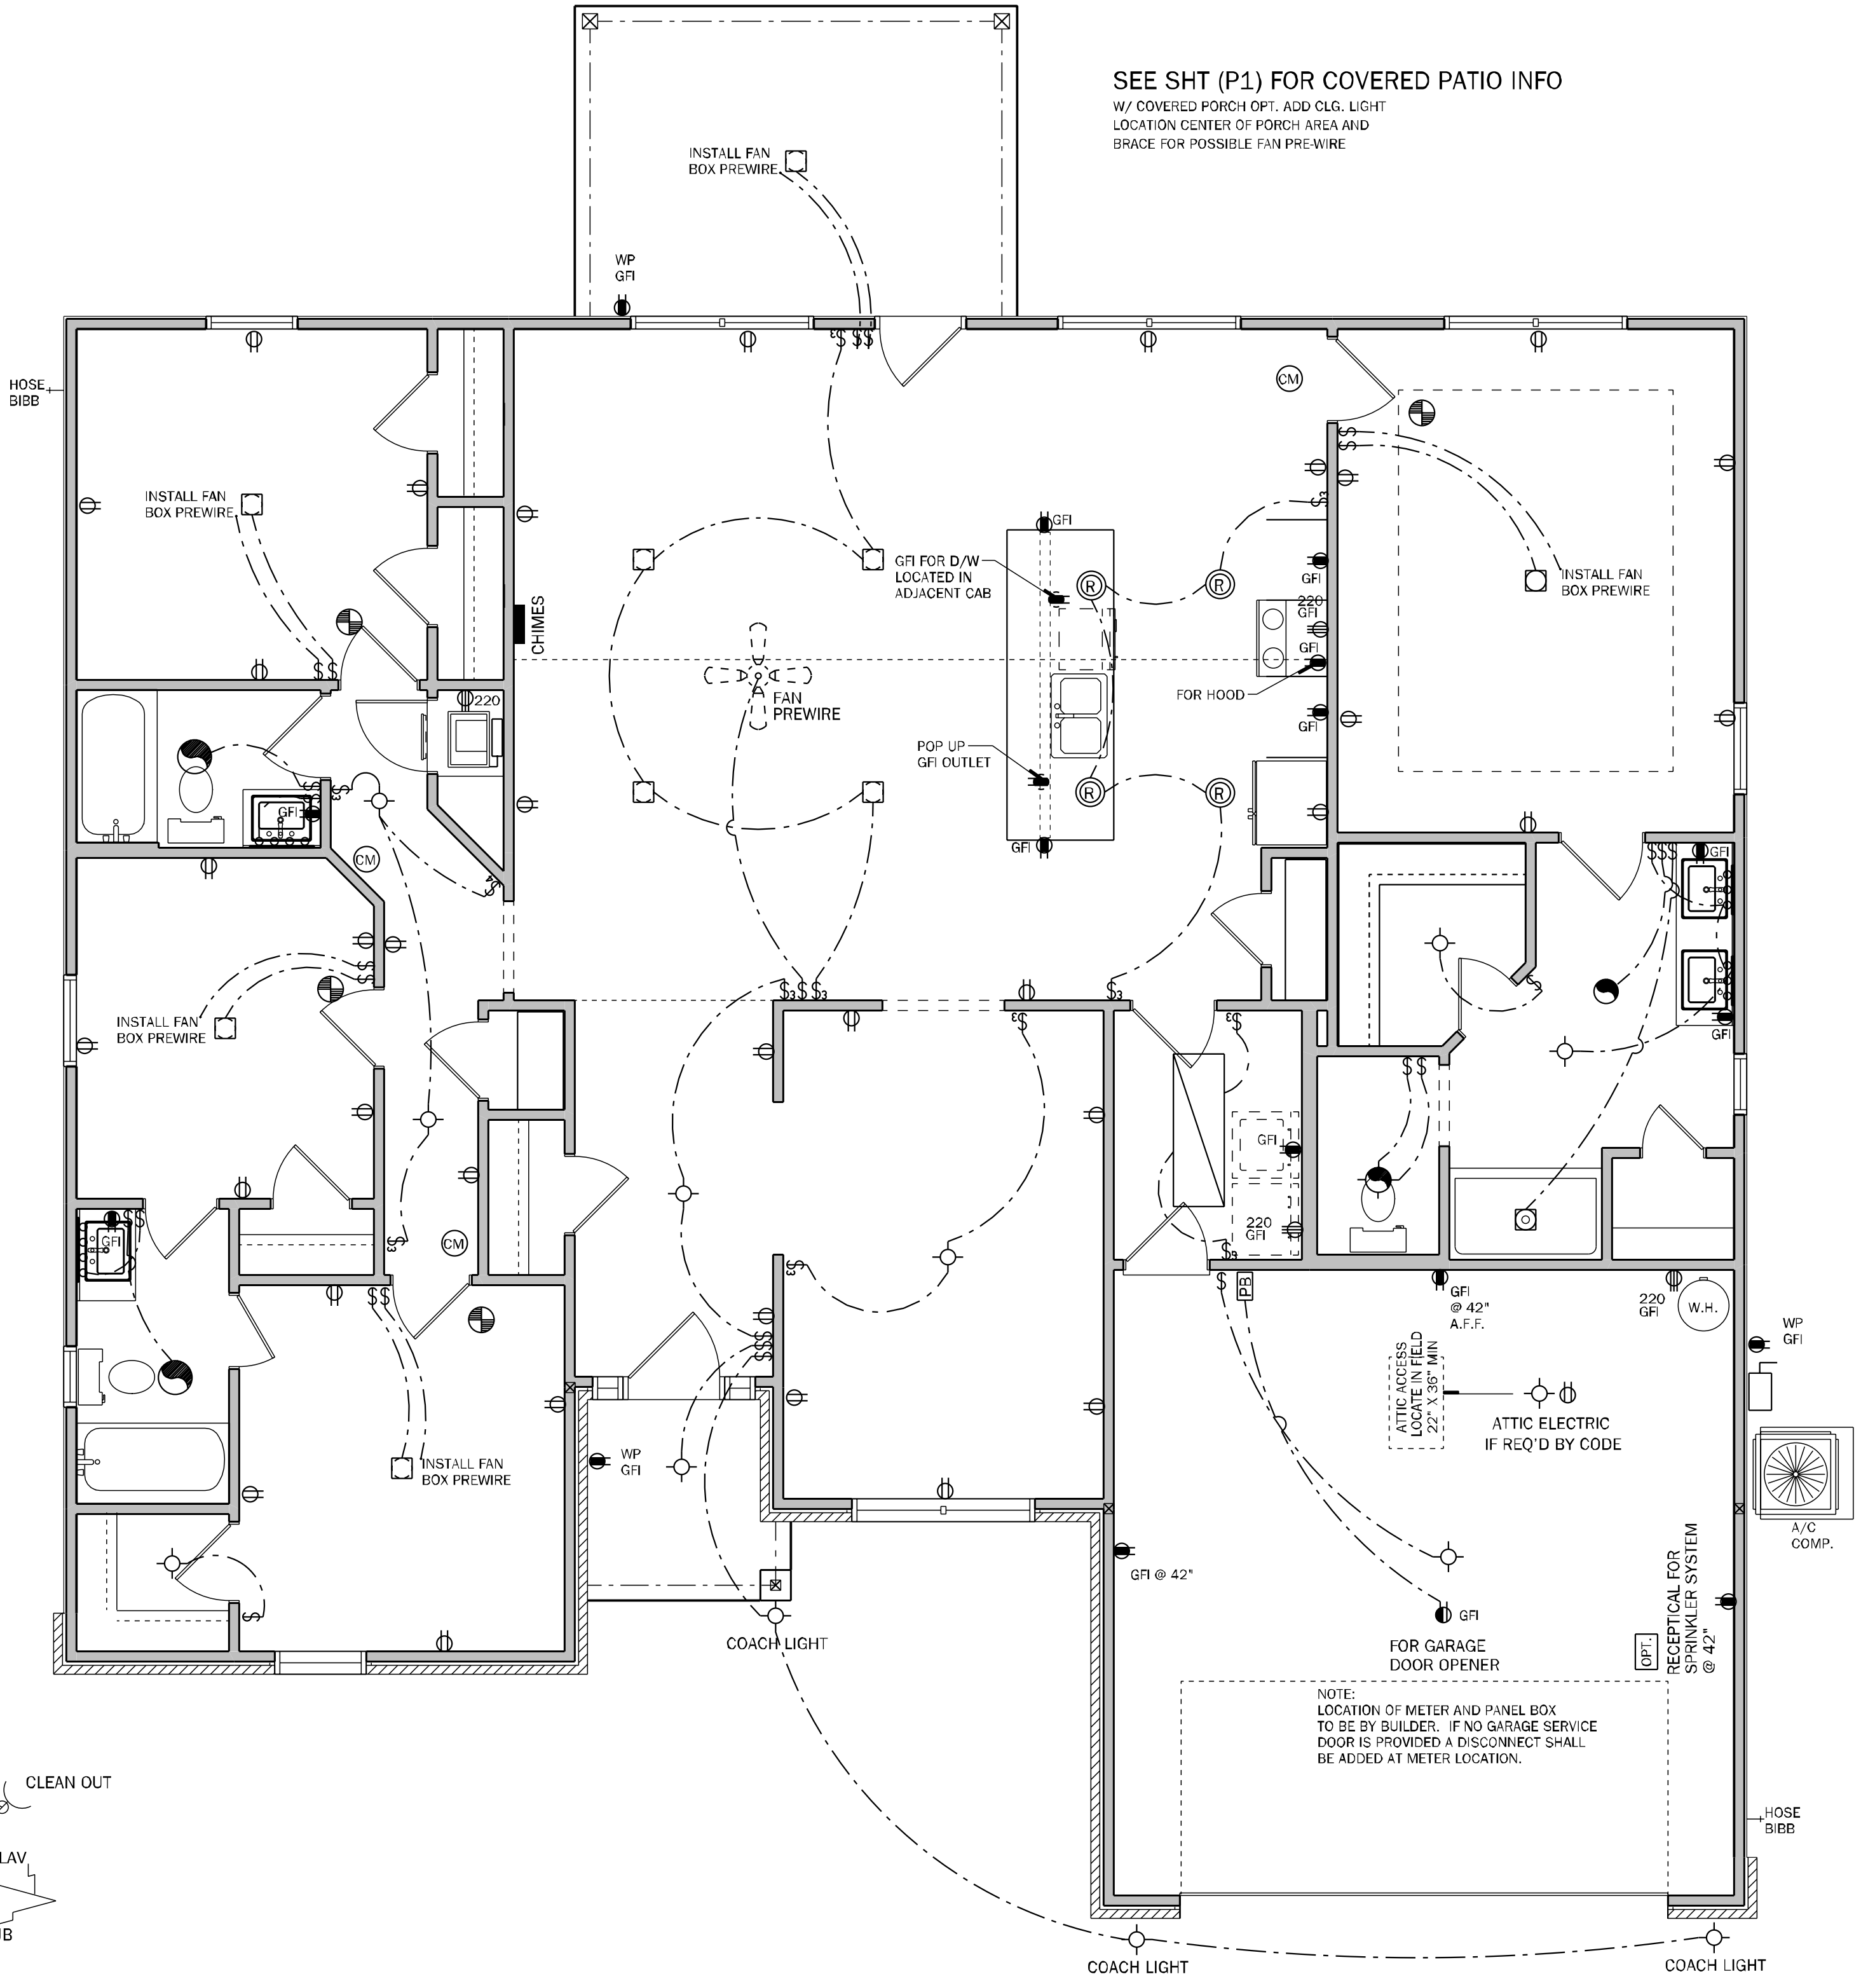 SEE SHT (P1) FOR COVERED PATIO INFO
W/ COVERED PORCH OPT. ADD CLG. LIGHT
LOCATION CENTER OF PORCH AREA AND
BRACE FOR POSSIBLE FAN PRE-WIRE
INSTALL FAN
BOX PREWIRE
WP
GFI
HOSE
BIBB
CM
INSTALL FAN
BOX PREWIRE
GFI
GFI FOR D/W
LOCATED IN
ADJACENT CAB
R
R
GFI
INSTALL FAN
BOX PREWIRE
220
GFI
GFI
CHIMES
FAN
PREWIRE
FOR HOOD
220
GFI
POP UP
GFI OUTLET
R
R
GFI
GFI
GFI
CM
INSTALL FAN
BOX PREWIRE
GFI
GFI
GFI
220
GFI
CM
GFI
PB
GFI
@ 42"
A.F.F.
220
GFI
W.H.
WP
GFI
ATTIC ACCESS
LOCATE IN FIELD
22" X 36" MIN
ATTIC ELECTRIC
IF REQ'D BY CODE
INSTALL FAN
BOX PREWIRE
WP
GFI
A/C
COMP.
GFI @ 42"
GFI
FOR GARAGE
DOOR OPENER
OPT.
RECEPTICAL FOR
SPRINKLER SYSTEM
@ 42"
COACH LIGHT
NOTE:
LOCATION OF METER AND PANEL BOX
TO BE BY BUILDER. IF NO GARAGE SERVICE
DOOR IS PROVIDED A DISCONNECT SHALL
BE ADDED AT METER LOCATION.
CLEAN OUT
HOSE
BIBB
LAV
COACH LIGHT
COACH LIGHT